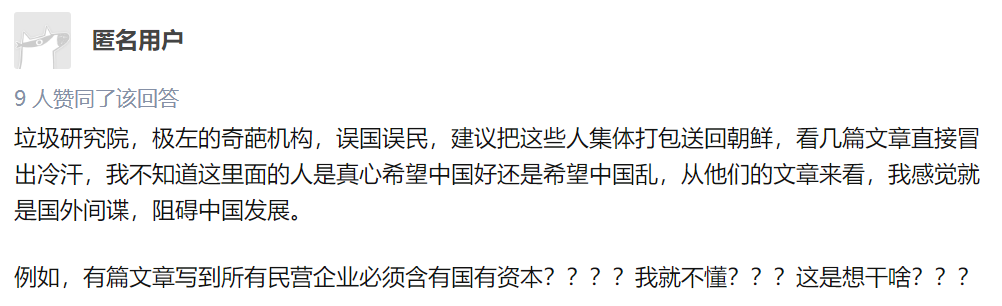 匿名用户
9 人赞同了该回答
垃圾研究院，极左的奇葩机构，误国误民，建议把这些人集体打包送回朝鲜，看几篇文章直接冒
出冷汗，我不知道这里面的人是真心希望中国好还是希望中国乱，从他们的文章来看，我感觉就
是国外间谍，阻碍中国发展。
例如，有篇文章写到所有民营企业必须含有国有资本？？？？我就不懂？？？这是想干啥？？？